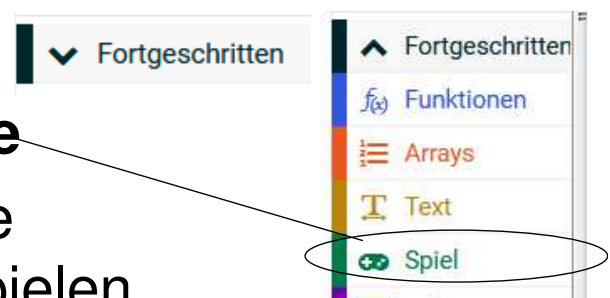 Fortgeschritten
Fortgeschritten
f(x) Funktionen
Arrays
Text
Spiel